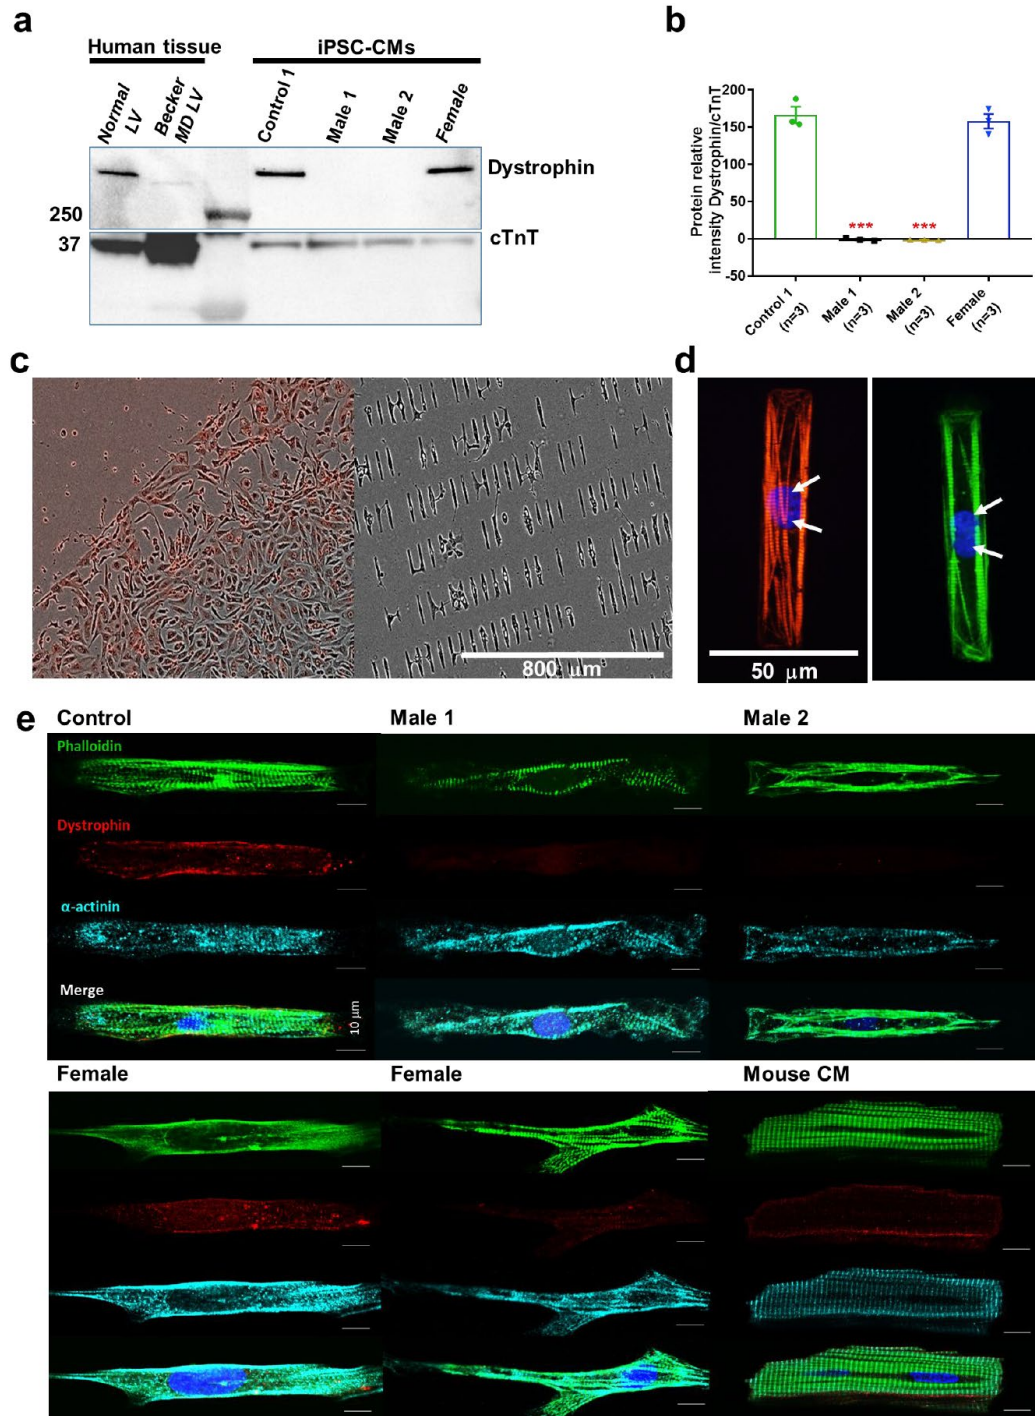 a
Human tissue
iPSC-CMs
Normal
LV
Becker
MD LV
Control 1
Male 1
Male 2
Female
Dystrophin
250
37
cTnT
b
Protein relative
intensity Dystrophin/cTnT
200
150
100
50
0
-50
***
***
Control 1
(n=3)
Male 1
(n=3)
Male 2
(n=3)
Female
(n=3)
c
800 μm
d
50 μm
e
Control
Male 1
Male 2
Phalloidin
Dystrophin
α-actinin
Merge
10 μm
Female
Female
Mouse CM